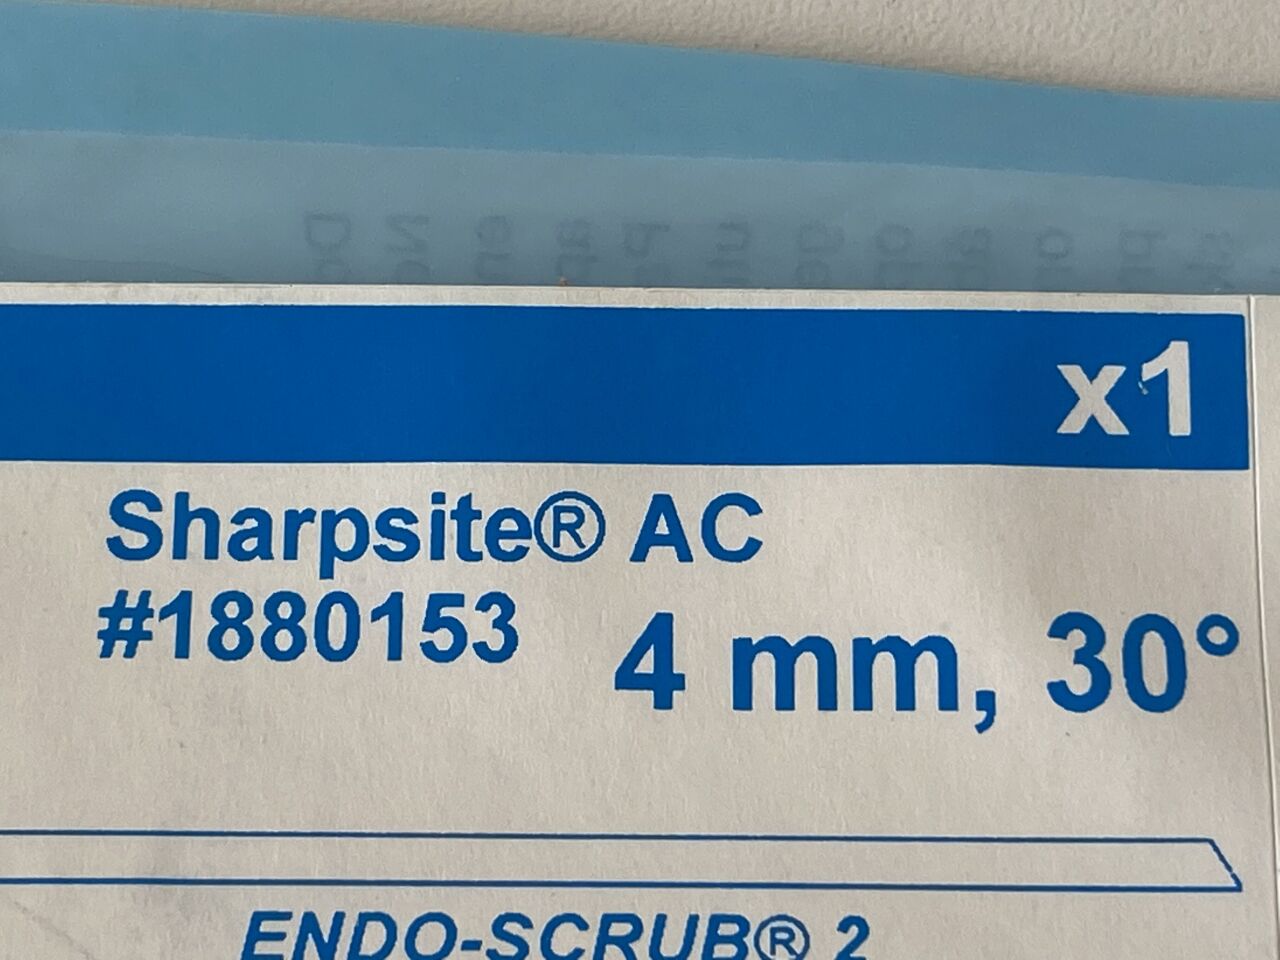 x1
Sharpsite® AC
#1880153
4 mm, 30°
ENDO-SCRUB® 2